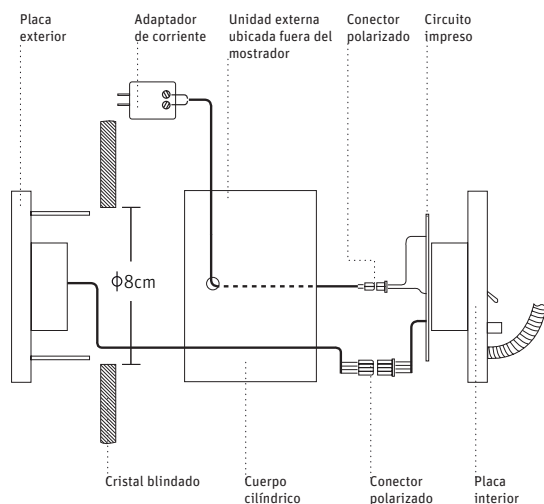 Placa
exterior
Adaptador
de corriente
Unidad externa
ubicada fuera del
mostrador
Conector
polarizado
Circuito
impreso
ϕ8cm
Cristal blindado
Cuerpo
cilíndrico
Conector
polarizado
Placa
interior